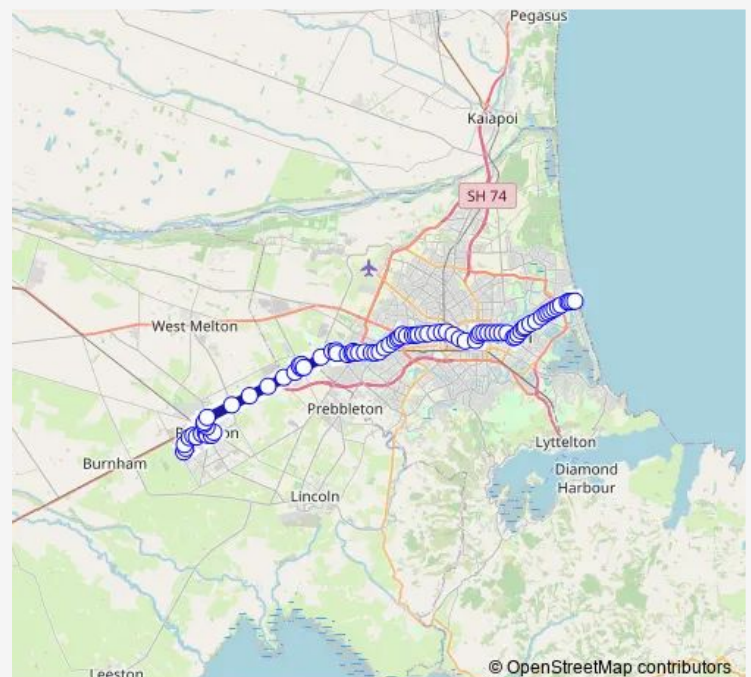 Pegasus
Kaiapoi
SH 74
West Melton
Prebbleton
Burnham
Lyttelton
Diamond
Harbour
Lincoln
Leeston
© OpenStreetMap contributors